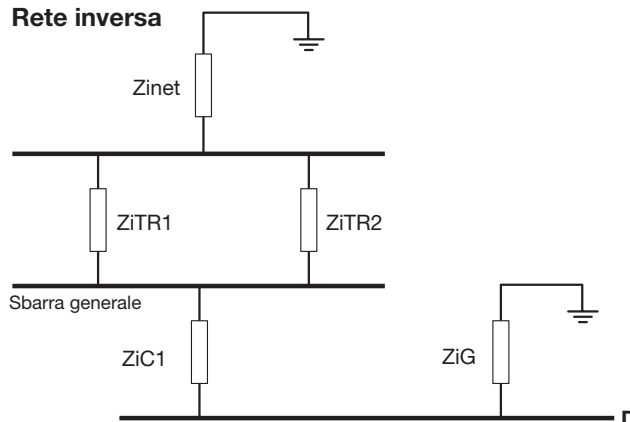 Rete inversa
Zinet
ZiTR1
ZiTR2
Sbarra generale
ZiC1
ZiG